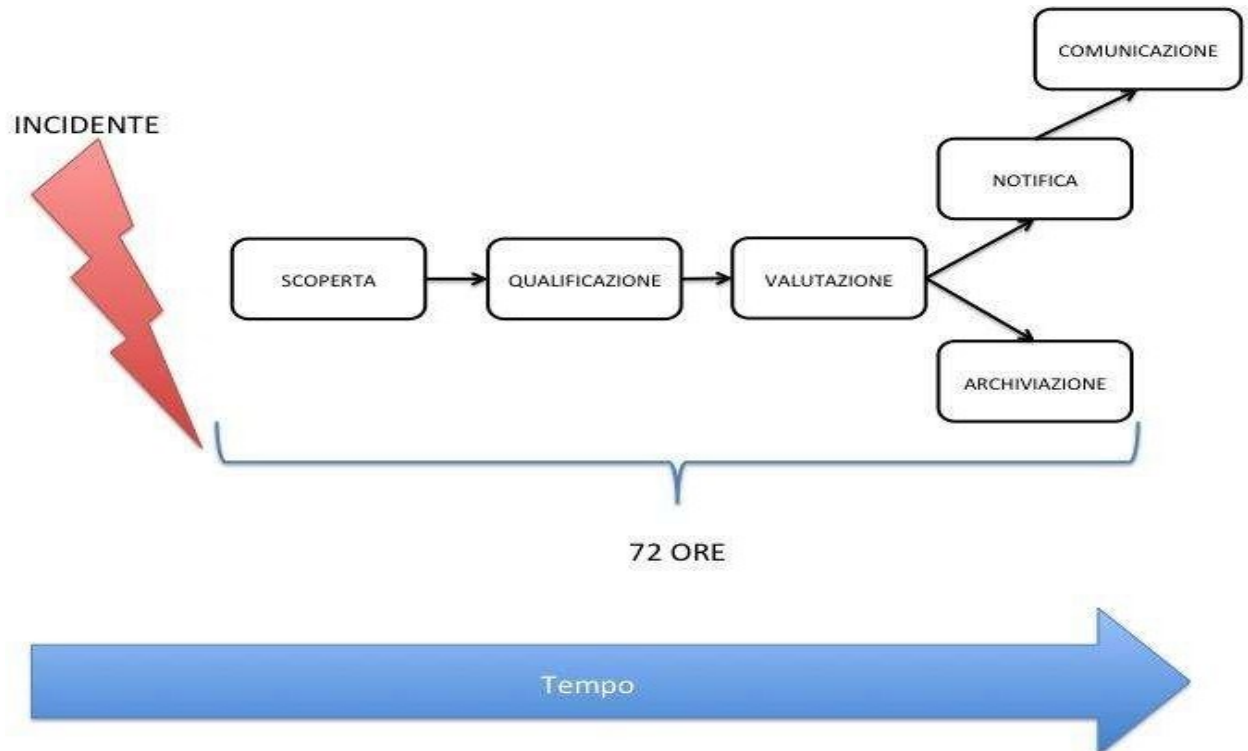 COMUNICAZIONE
INCIDENTE
NOTIFICA
SCOPERTA
QUALIFICAZIONE
VALUTAZIONE
ARCHIVIAZIONE
72 ORE
Tempo